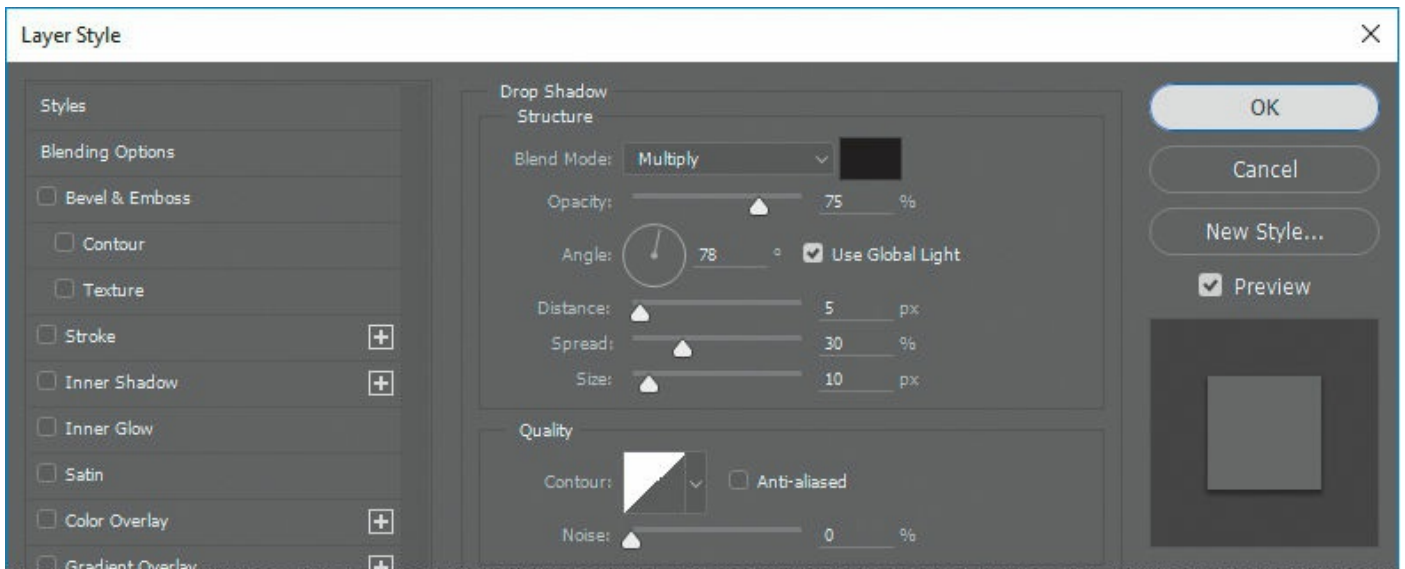 Layer Style
Styles
Blending Options
Bevel & Emboss
Contour
Texture
Stroke
Inner Shadow
Inner Glow
Satin
Color Overlay
Gradient Overlay
Drop Shadow
Structure
Blend Mode: Multiply
Opacity: 75 %
Angle: 78 ° Use Global Light
Distance: 5 px
Spread: 30 %
Size: 10 px
Quality
Contour: Anti-aliased
Noise: 0 %
OK
Cancel
New Style...
Preview